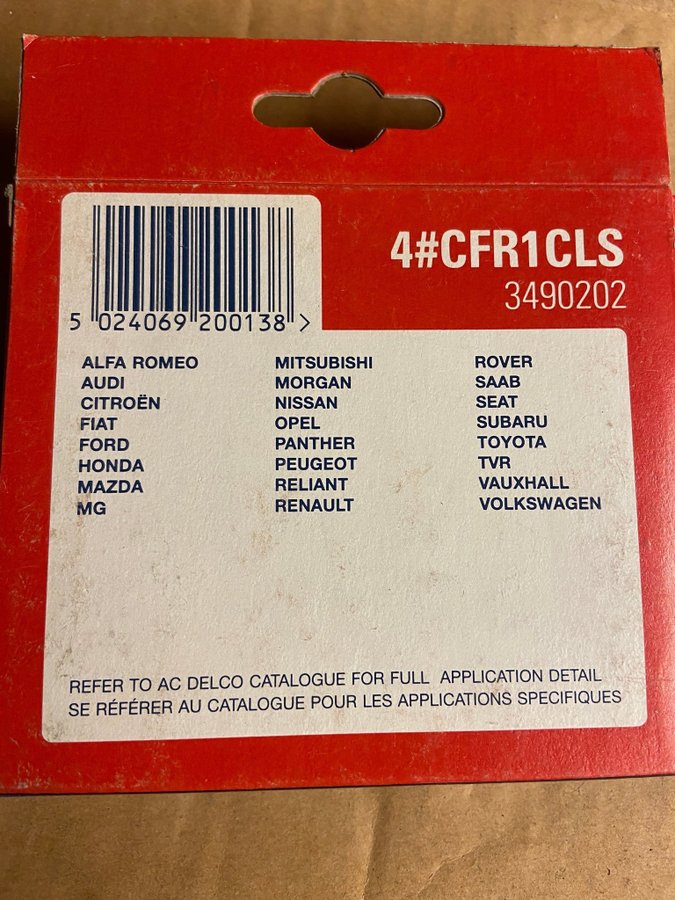 4#CFR1CLS
3490202
5 024069 200138 >
ALFA ROMEO
AUDI
CITROËN
FIAT
FORD
HONDA
MAZDA
MG
MITSUBISHI
MORGAN
NISSAN
OPEL
PANTHER
PEUGEOT
RELIANT
RENAULT
ROVER
SAAB
SEAT
SUBARU
TOYOTA
TVR
VAUXHALL
VOLKSWAGEN
REFER TO AC DELCO CATALOGUE FOR FULL APPLICATION DETAIL
SE RÉFÉRER AU CATALOGUE POUR LES APPLICATIONS SPECIFIQUES